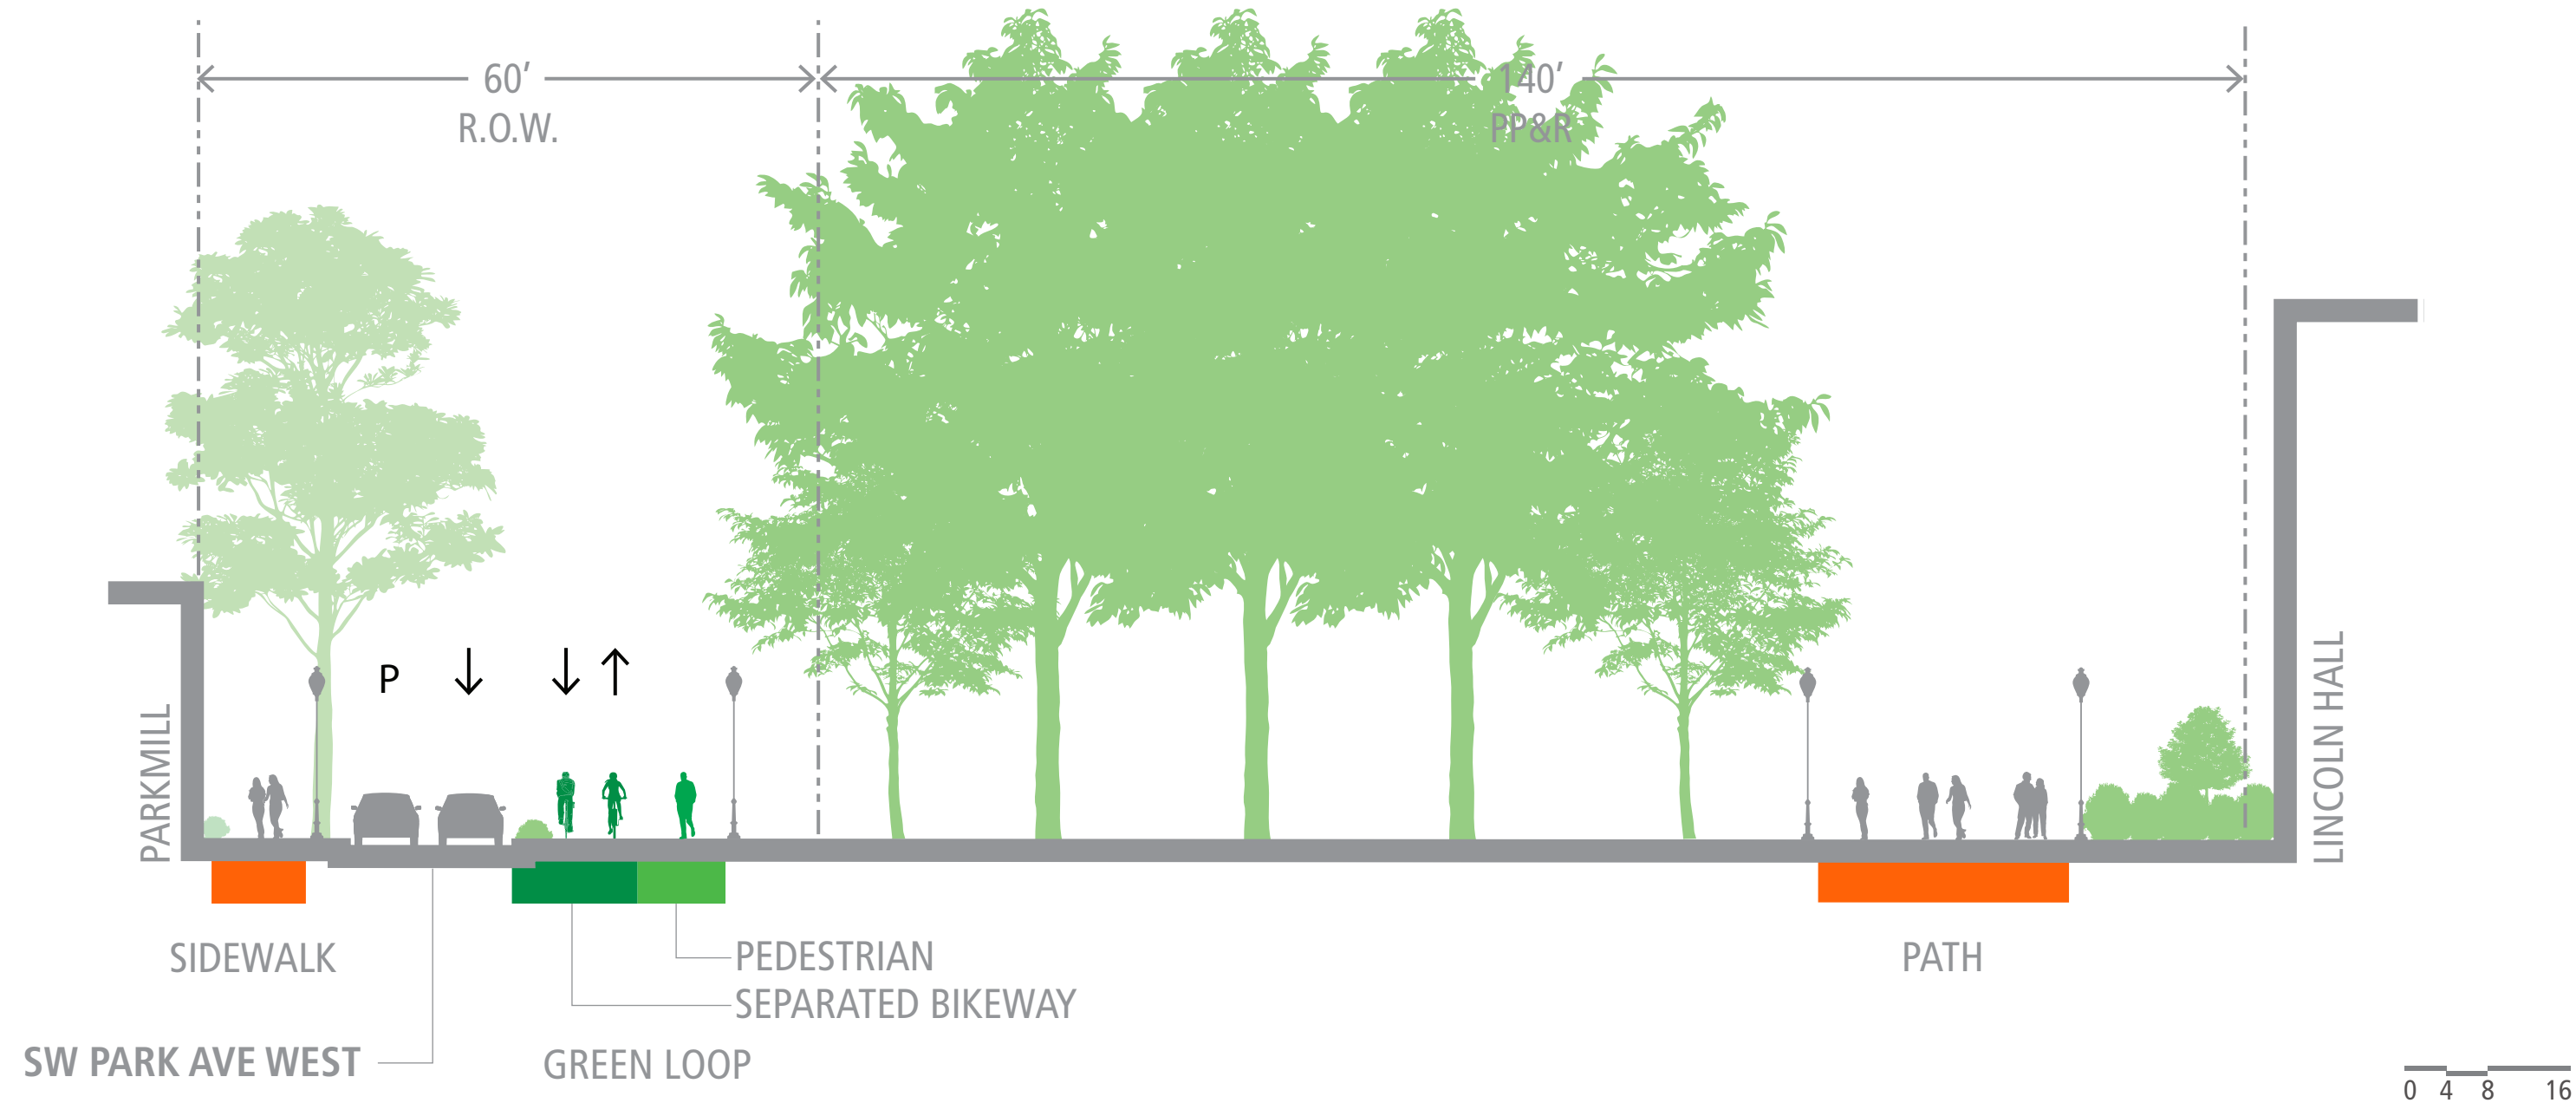 60’
R.O.W.
140’
PP&R
P
PARKMILL
LINCOLN HALL
SIDEWALK
PEDESTRIAN
SEPARATED BIKEWAY
PATH
SW PARK AVE WEST
GREEN LOOP
0 4 8 16